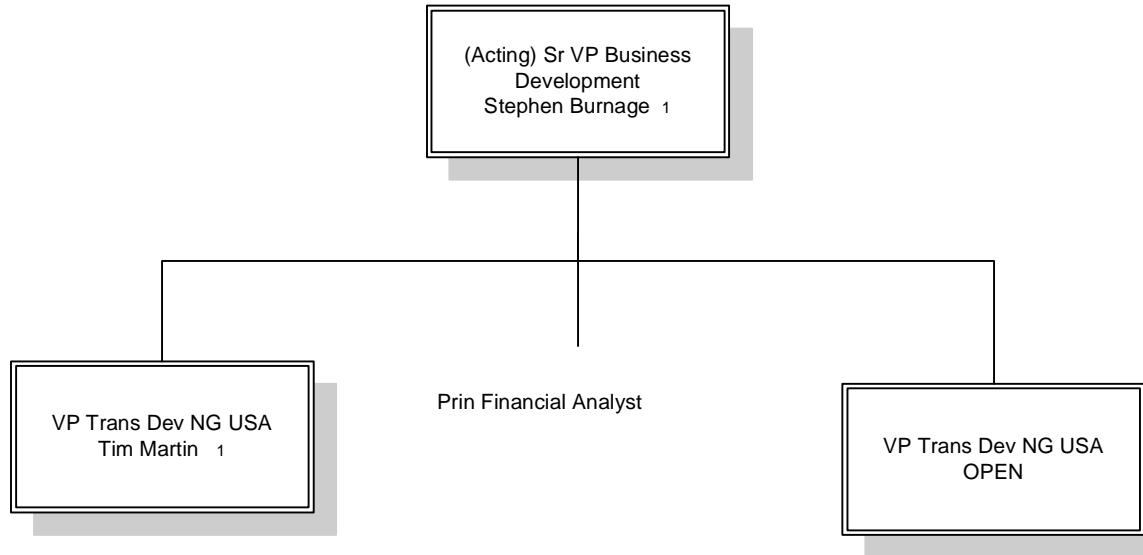 (Acting) Sr VP Business
Development
Stephen Burnage 1
VP Trans Dev NG USA
Tim Martin 1
Prin Financial Analyst
VP Trans Dev NG USA
OPEN